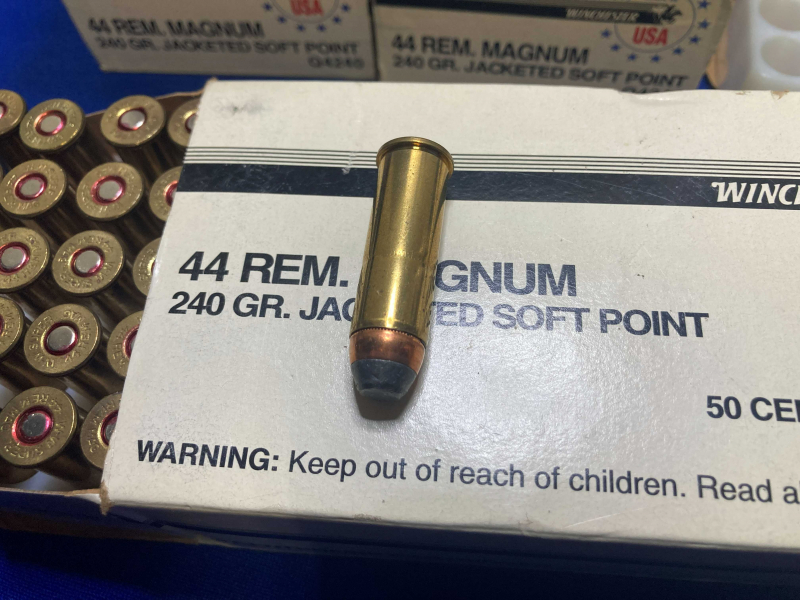 USA
44 REM. MAGNUM
240 GR. JACKETED SOFT POINT
Q4240
WINCHESTER
USA
44 REM. MAGNUM
240 GR. JACKETED SOFT POINT
WINC
44 REM. GNUM
240 GR. JAC ED SOFT POINT
50 CE
WARNING: Keep out of reach of children. Read a